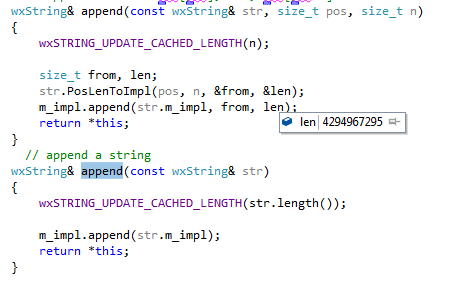 wxString& append(const wxString& str, size_t pos, size_t n)
{
wxSTRING_UPDATE_CACHED_LENGTH(n);
size_t from, len;
str.PosLenToImpl(pos, n, &from, &len);
m_impl.append(str.m_impl, from, len);
len 4294967295
return *this;
}
// append a string
wxString& append(const wxString& str)
{
wxSTRING_UPDATE_CACHED_LENGTH(str.length());
m_impl.append(str.m_impl);
return *this;
}